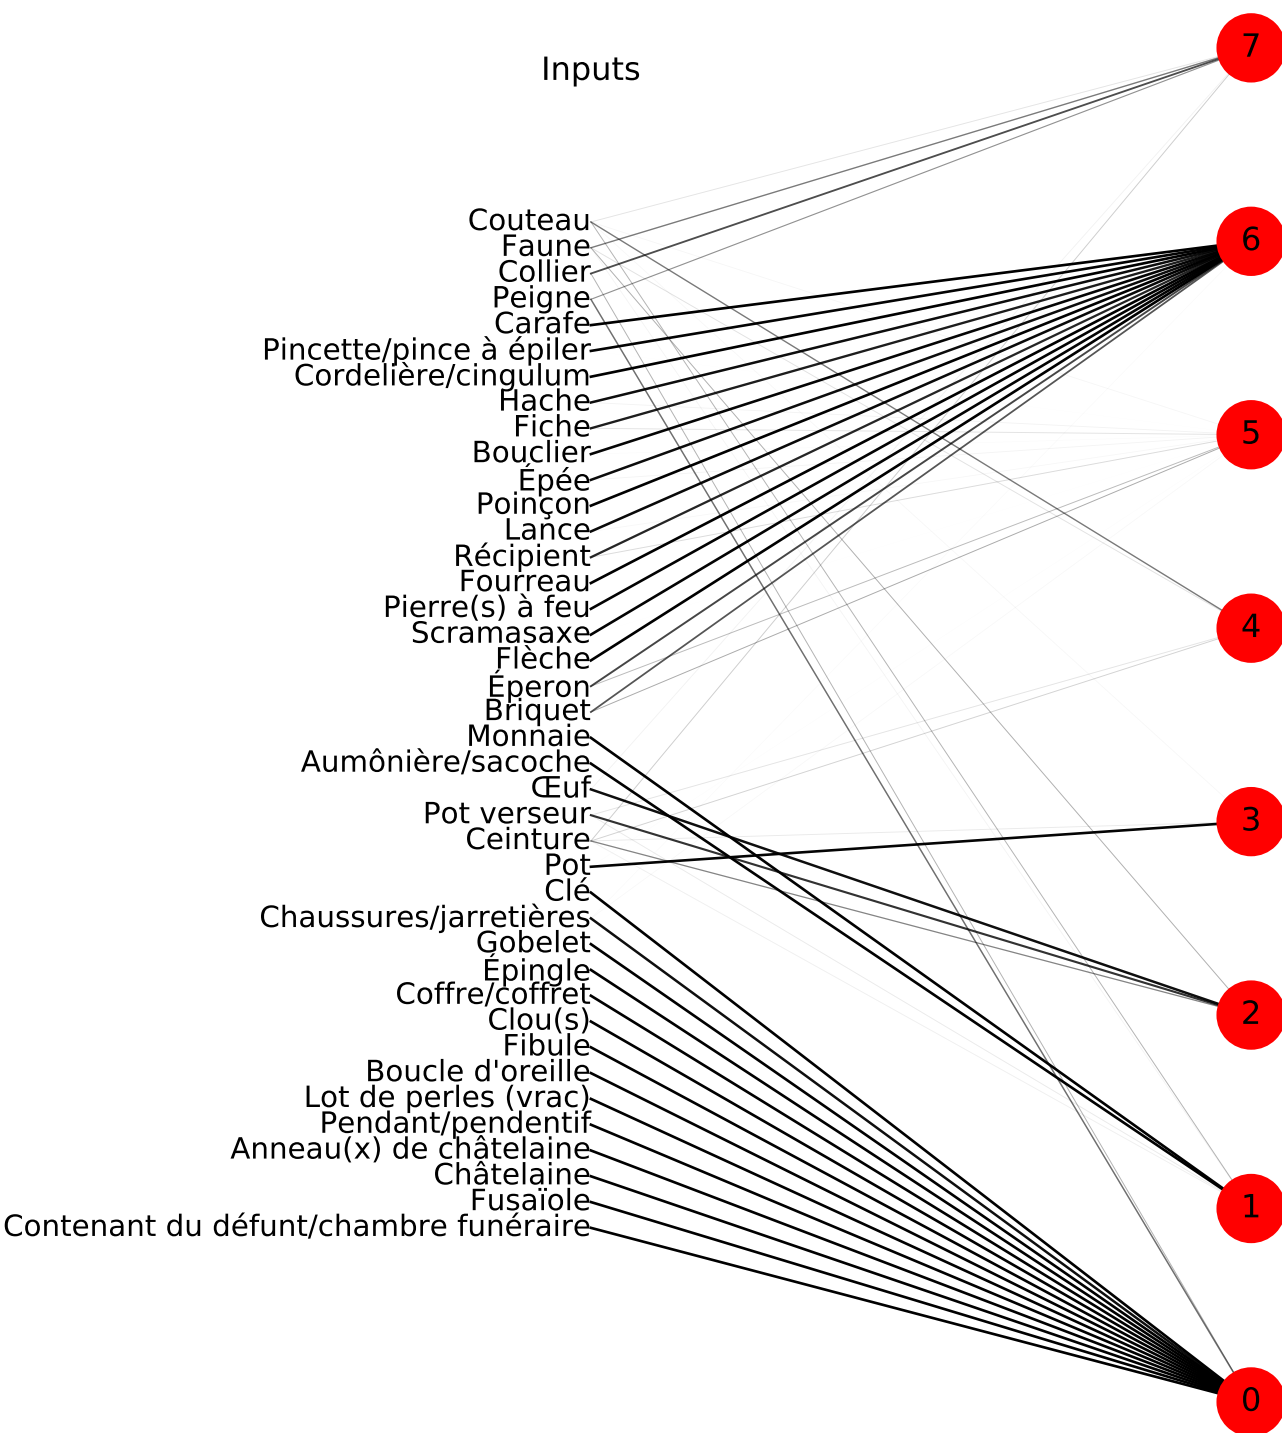 7
Inputs
Couteau
6
Faune
Collier
Peigne
Carafe
Pincette/pince à épiler
Cordelière/cingulum
Hache
Fiche
5
Bouclier
Épée
Poinçon
Lance
Récipient
Fourreau
Pierre(s) à feu
4
Scramasaxe
Flèche
Éperon
Briquet
Monnaie
Aumônière/sacoche
Œuf
Pot verseur
3
Ceinture
Pot
Clé
Chaussures/jarretières
Gobelet
Épingle
Coffre/coffret
2
Clou(s)
Fibule
Boucle d'oreille
Lot de perles (vrac)
Pendant/pendentif
Anneau(x) de châtelaine
Châtelaine
Fusaïole
1
Contenant du défunt/chambre funéraire
0